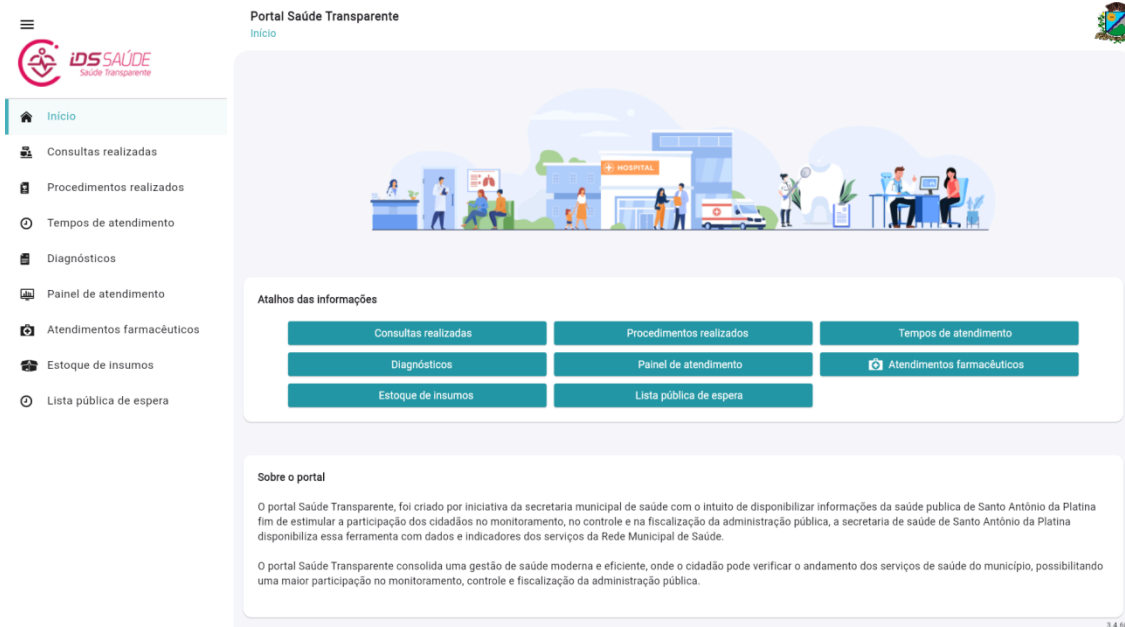 Portal Saúde Transparente
Início
iDS SAÚDE
Saúde Transparente
Início
Consultas realizadas
Procedimentos realizados
Tempos de atendimento
Diagnósticos
Painel de atendimento
Atendimentos farmacêuticos
Estoque de insumos
Lista pública de espera
HOSPITAL
Atalhos das informações
Consultas realizadas
Procedimentos realizados
Tempos de atendimento
Diagnósticos
Painel de atendimento
Atendimentos farmacêuticos
Estoque de insumos
Lista pública de espera
Sobre o portal
O portal Saúde Transparente, foi criado por iniciativa da secretaria municipal de saúde com o intuito de disponibilizar informações da saúde publica de Santo Antônio da Platina
fim de estimular a participação dos cidadãos no monitoramento, no controle e na fiscalização da administração pública, a secretaria de saúde de Santo Antônio da Platina
disponibiliza essa ferramenta com dados e indicadores dos serviços da Rede Municipal de Saúde.
O portal Saúde Transparente consolida uma gestão de saúde moderna e eficiente, onde o cidadão pode verificar o andamento dos serviços de saúde do município, possibilitando
uma maior participação no monitoramento, controle e fiscalização da administração pública.